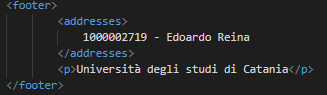 <footer>
<addresses>
1000002719 - Edoardo Reina
</addresses>
<p>Università degli studi di Catania</p>
</footer>